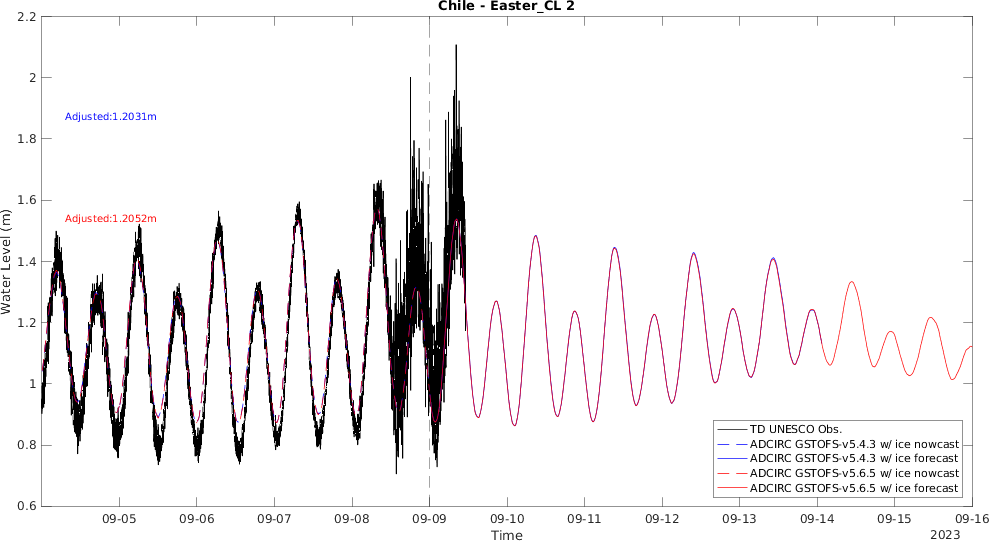 Chile - Easter_CL 2
2.2
2
1.8
1.6
1.4
1.2
1
0.8
0.6
Water Level (m)
Adjusted:1.2031m
Adjusted:1.2052m
TD UNESCO Obs.
ADCIRC GSTOFS-v5.4.3 w/ ice nowcast
ADCIRC GSTOFS-v5.4.3 w/ ice forecast
ADCIRC GSTOFS-v5.6.5 w/ ice nowcast
ADCIRC GSTOFS-v5.6.5 w/ ice forecast
09-05 09-06 09-07 09-08 09-09 09-10 09-11 09-12 09-13 09-14 09-15 09-16
Time
2023